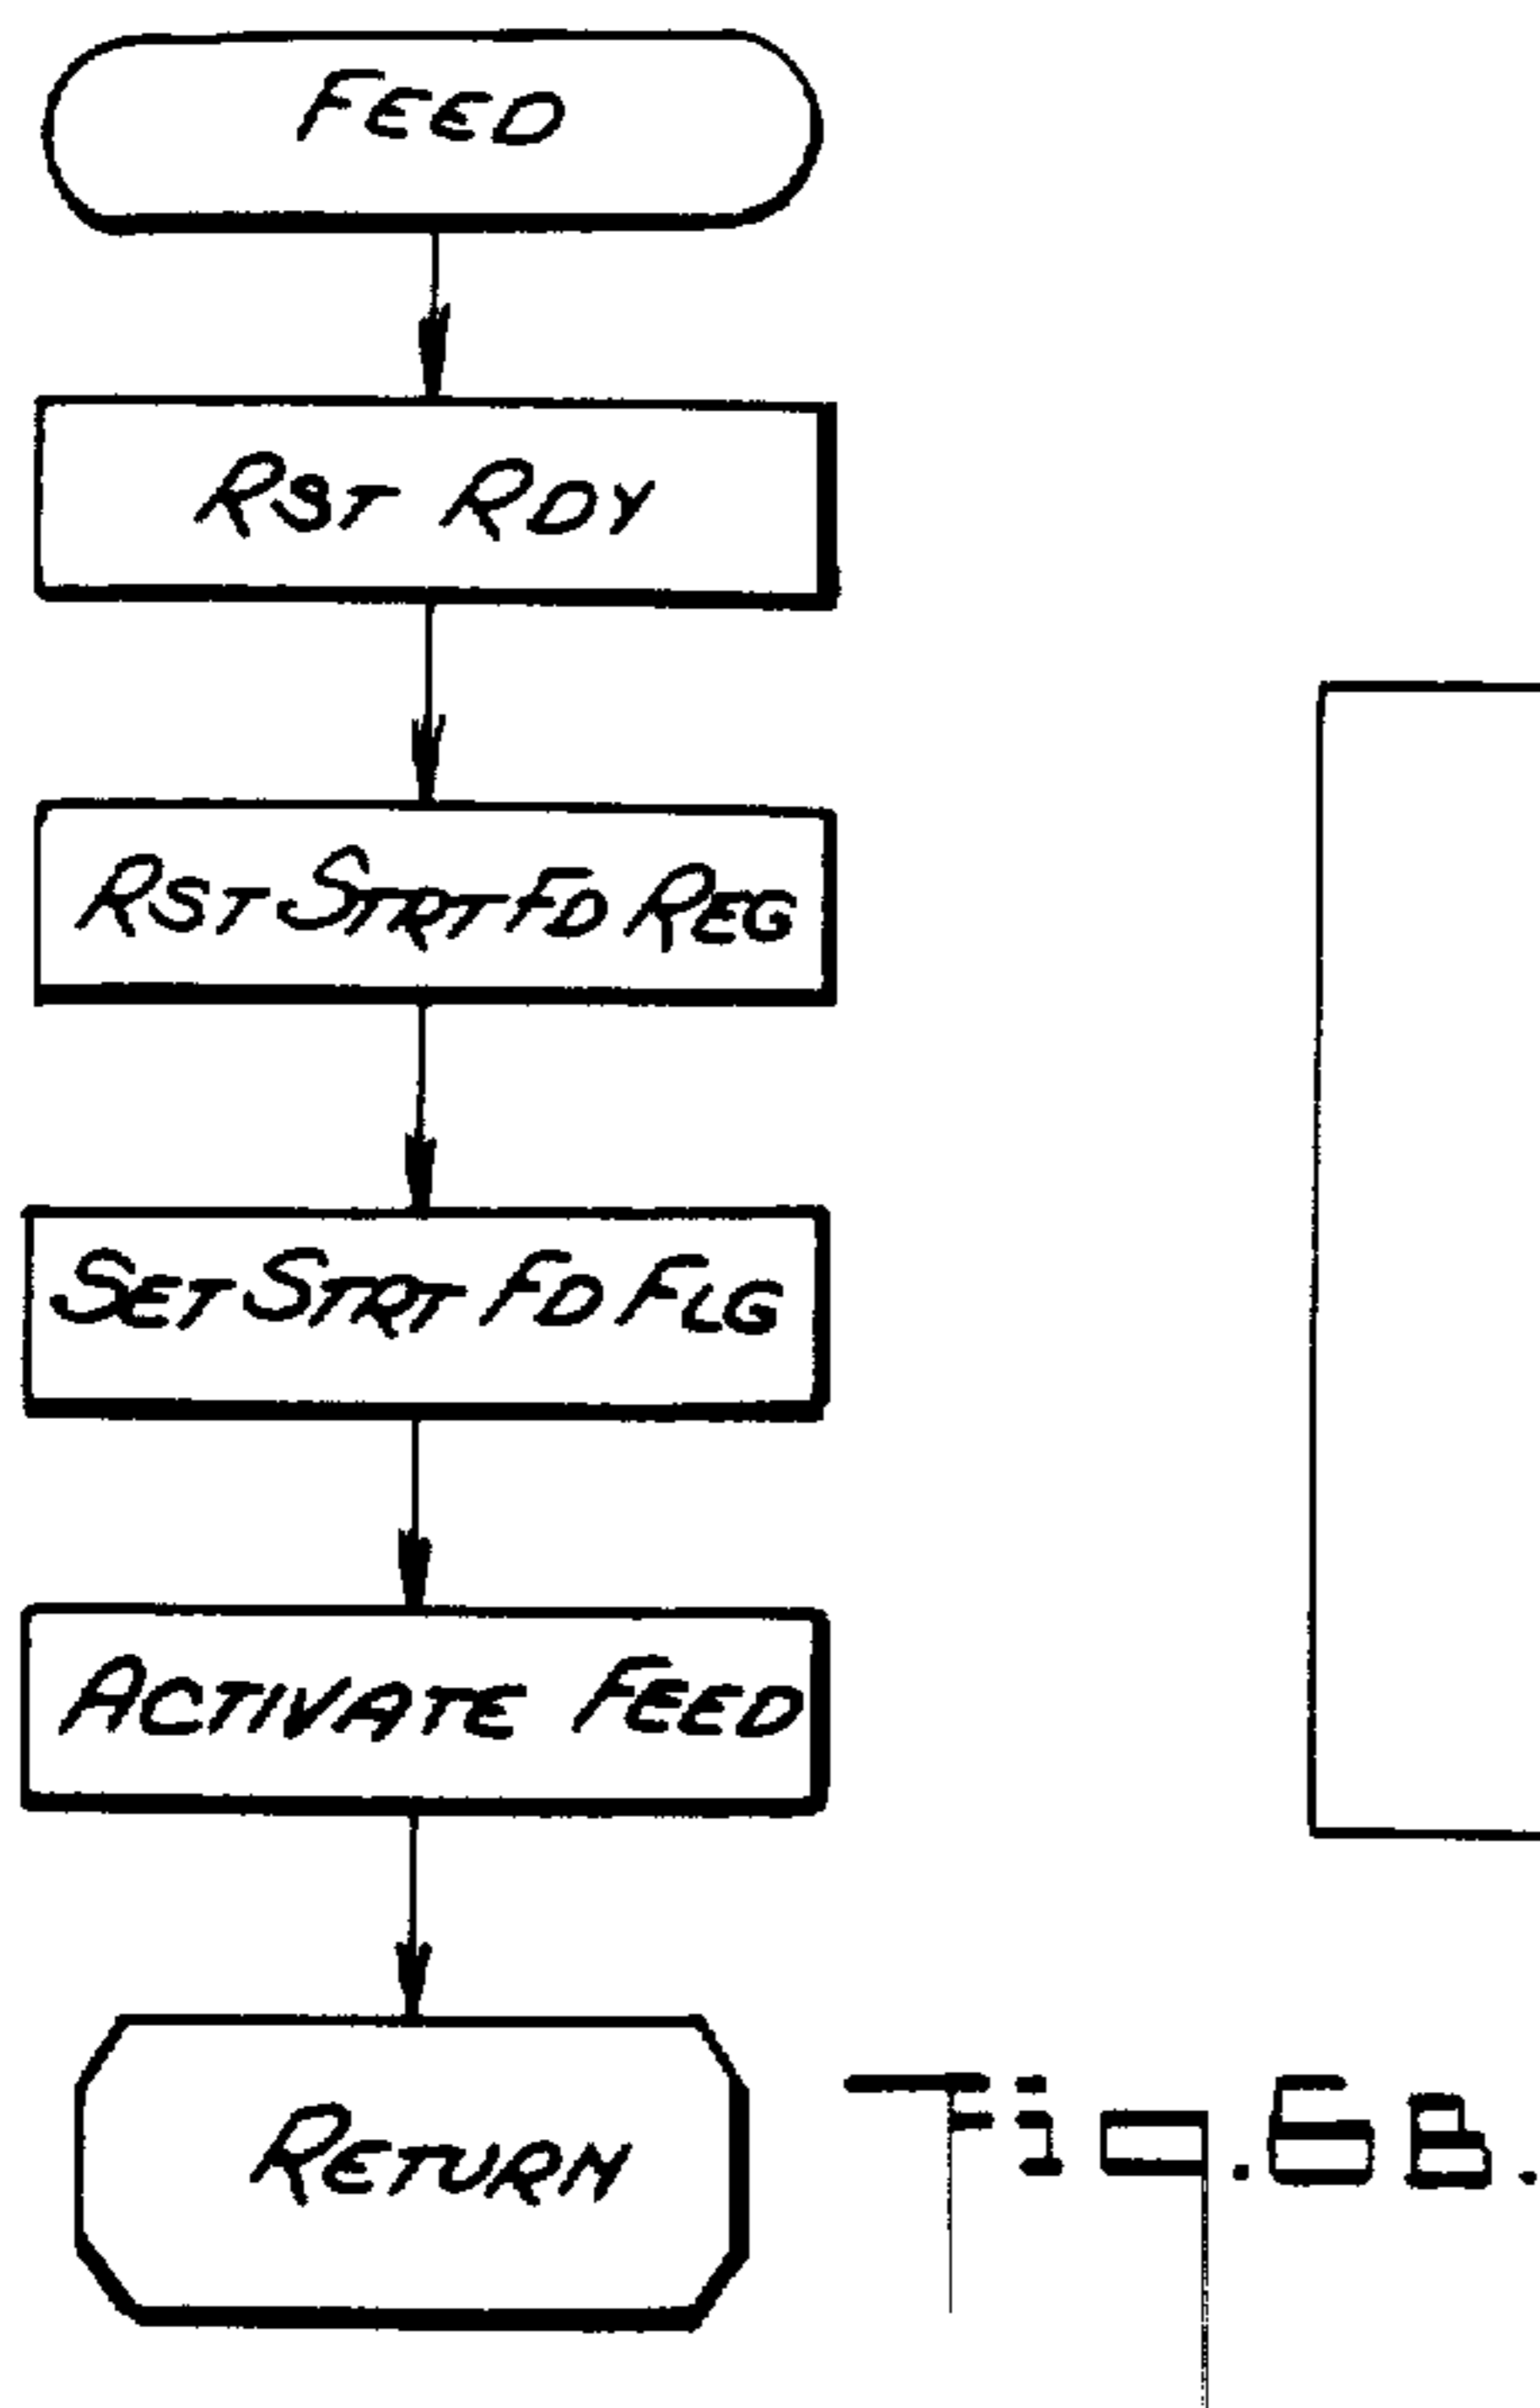 FEED
RST RDY
RST STRT FD REG
SET STRT FD FLG
ACTIVATE FEED
RETURN
Fig.6B.